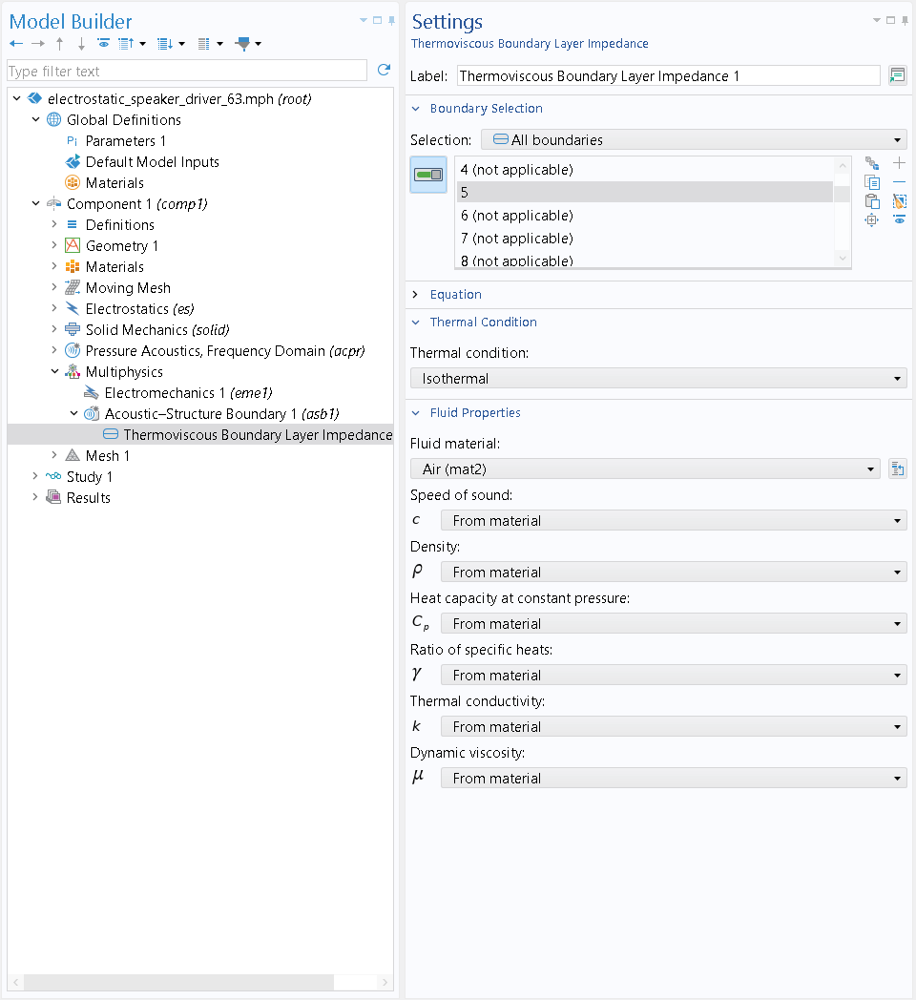 Model Builder
Type filter text
electrostatic_speaker_driver_63.mph (root)
Global Definitions
Pi Parameters 1
Default Model Inputs
Materials
Component 1 (comp1)
Definitions
Geometry 1
Materials
Moving Mesh
Electrostatics (es)
Solid Mechanics (solid)
Pressure Acoustics, Frequency Domain (acpr)
Multiphysics
Electromechanics 1 (eme1)
Acoustic–Structure Boundary 1 (asb1)
Thermoviscous Boundary Layer Impedance
Mesh 1
Study 1
Results
Settings
Thermoviscous Boundary Layer Impedance
Label: Thermoviscous Boundary Layer Impedance 1
Boundary Selection
Selection: All boundaries
4 (not applicable)
5
6 (not applicable)
7 (not applicable)
8 (not applicable)
Equation
Thermal Condition
Thermal condition:
Isothermal
Fluid Properties
Fluid material:
Air (mat2)
Speed of sound:
c From material
Density:
ρ From material
Heat capacity at constant pressure:
Cp From material
Ratio of specific heats:
γ From material
Thermal conductivity:
k From material
Dynamic viscosity:
μ From material